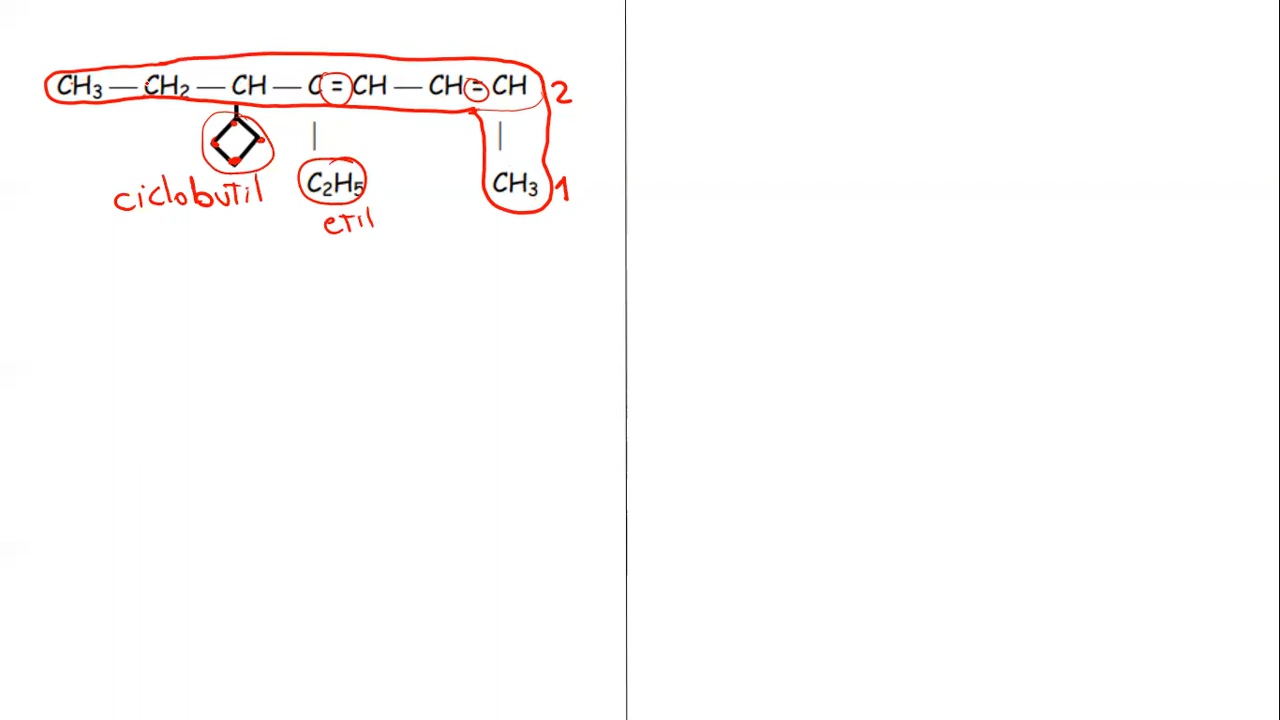 CH₃ — CH₂ — CH — C = CH — CH = CH 2
| |
C₂H₅ CH₃ 1
ciclobutil
etil